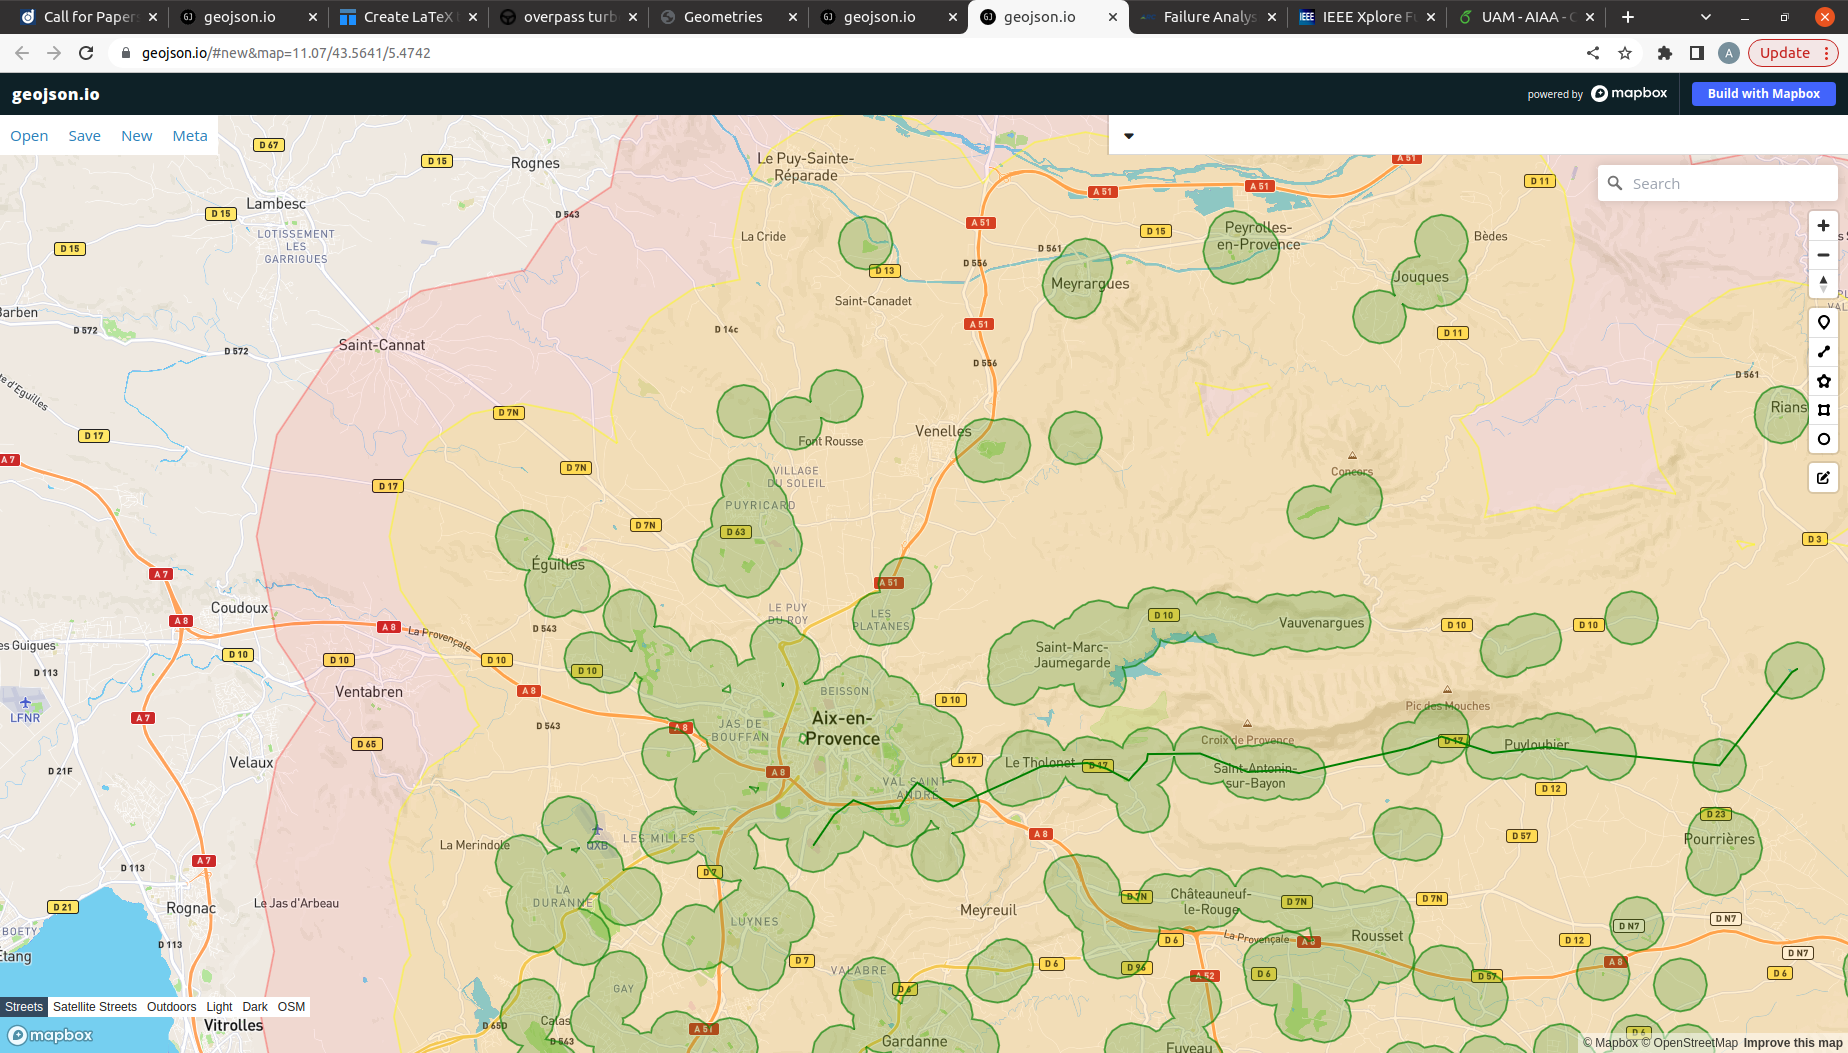 Call for Paper
geojson.io
Create LaTeX
overpass turb
Geometries
geojson.io
geojson.io
Failure Analys
IEEE Xplore Fu
UAM - AIAA - C
geojson.io/#new&map=11.07/43.5641/5.4742
A
Update
geojson.io
powered by mapbox
Build with Mapbox
Open Save New Meta
Search
D 67
D 15
Rognes
Le Puy-Sainte-
Réparade
A 51
A 51
A 51
D 11
Lambesc
D 15
D 543
LOTISSEMENT
LES
GARRIGUES
D 15
La Cride
A 51
D 561
D 15
Peyrolles-
en-Provence
Bèdes
D 556
D 13
Meyrargues
Jouques
Saint-Canadet
Barben
D 572
D 14c
A 51
D 11
Saint-Cannat
D 572
D 556
D 561
te d'Eguilles
D 7N
Rians
D 17
Venelles
Font Rousse
A 7
D 7N
VILLAGE
DU SOLEIL
Concors
D 17
PUYRICARD
D 7N
D 63
D 3
Éguilles
A 7
A 51
Coudoux
LE PUY
DU ROY
LES
PLATANES
D 10
Vauvenargues
A 8
A 8
La Provençale
D 543
D 10
D 10
es Guigues
D 10
D 10
D 10
D 10
Saint-Marc-
Jaumegarde
D 113
Ventabren
A 8
BEISSON
D 10
Pic des Mouches
LFNR
A 7
D 543
JAS DE
BOUFFAN
A 8
Aix-en-
Provence
Croix de Provence
D 17
Puyloubier
D 65
Velaux
D 21F
A 8
D 17
Le Tholonet
D 17
Saint-Antonin-
sur-Bayon
VAL SAINT-
ANDRÉ
D 12
D 23
La Merindole
QXB
LES MILLES
A 8
D 57
Pourrières
D 113
A 7
D 7
D 21
Rognac
Le Jas d'Arbeau
LA
DURANNE
D 7N
Châteauneuf-
le-Rouge
D 7N
D 7N
Meyreuil
LUYNES
D N7
D N7
D 113
D 6
La Provençale
A 8
Rousset
D 12
D N7
Étang
D 7
VALABRE
D 6
D 96
A 52
D 6
D 57
A 8
D 6
GAY
D 6
Streets Satellite Streets Outdoors Light Dark OSM
Vitrolles
D 65D
Calas
D 543
A 51
Gardanne
Fuveau
D 6
mapbox
© Mapbox © OpenStreetMap Improve this map